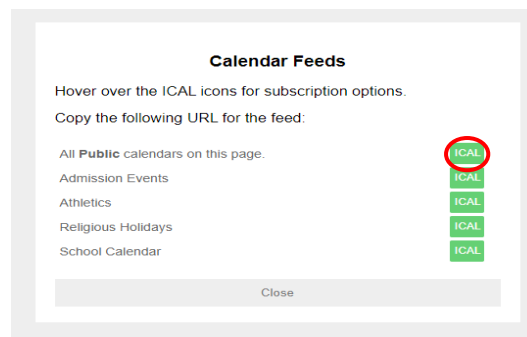 Calendar Feeds
Hover over the ICAL icons for subscription options.
Copy the following URL for the feed:
All Public calendars on this page. ICAL
Admission Events ICAL
Athletics ICAL
Religious Holidays ICAL
School Calendar ICAL
Close